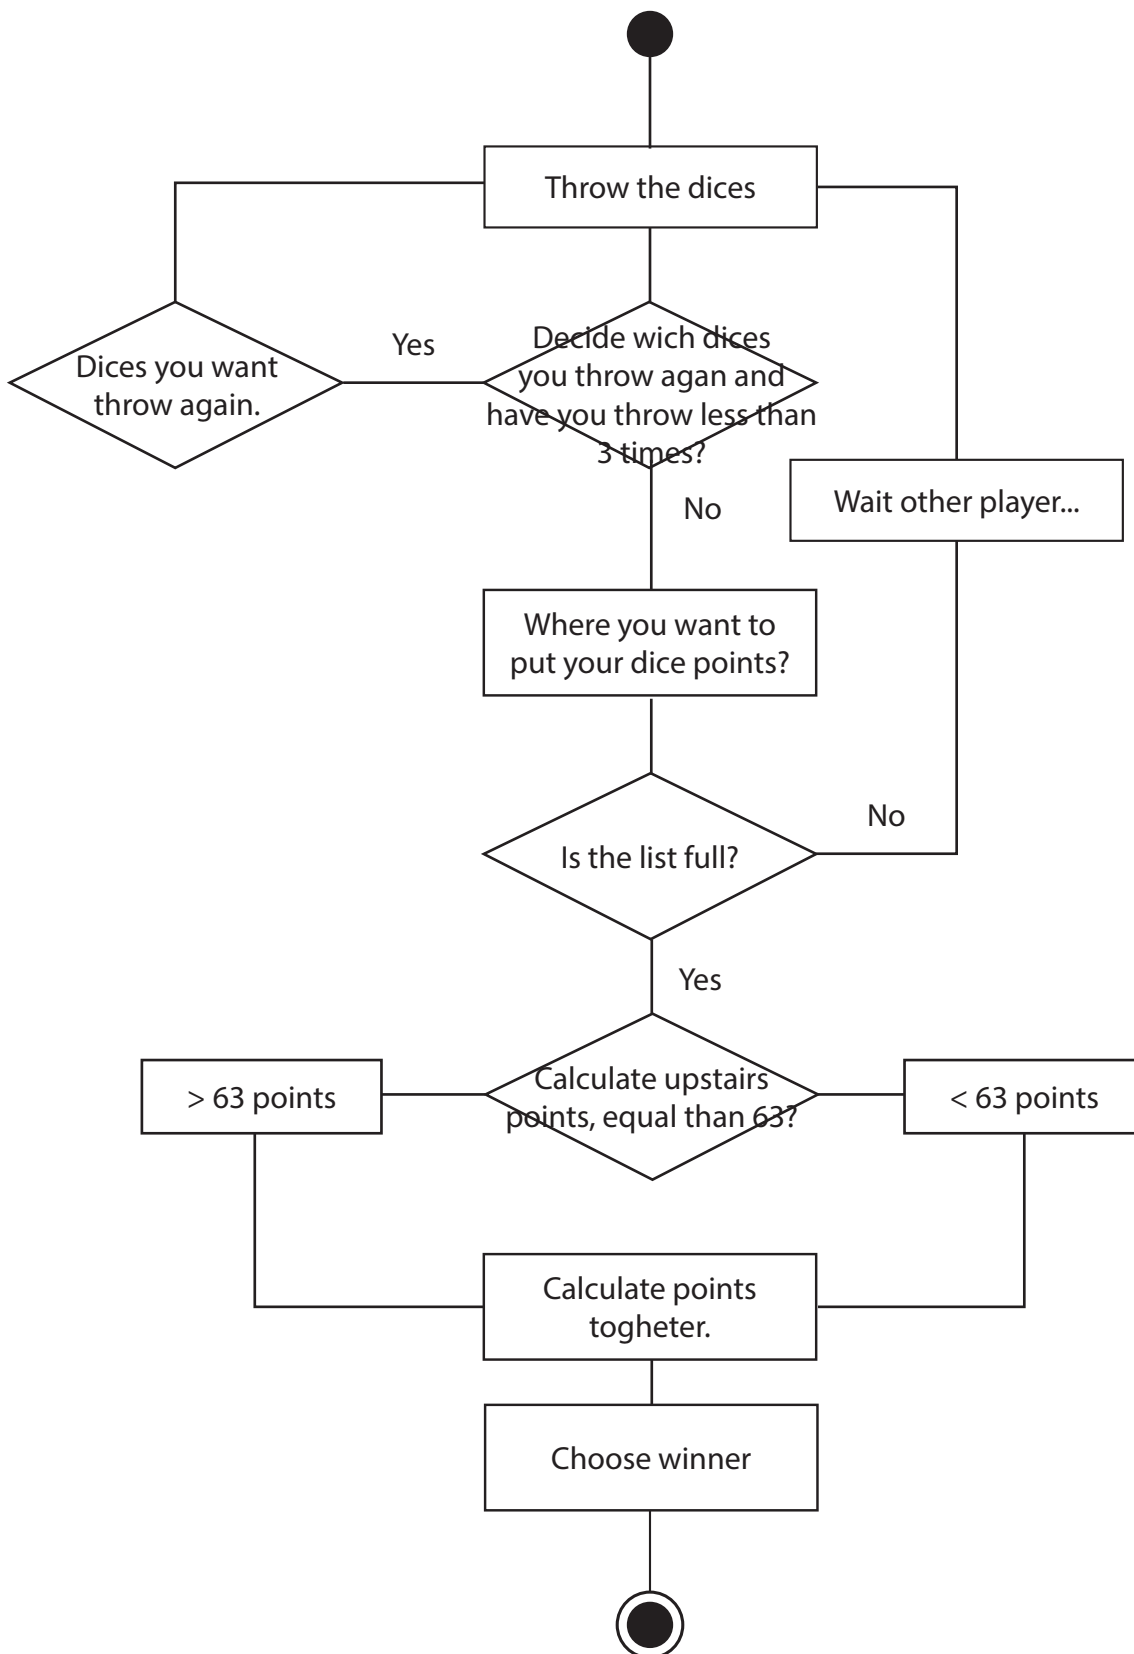 Throw the dices
Dices you want
throw again.
Yes
Decide wich dices
you throw agan and
have you throw less than
3 times?
No
Wait other player...
Where you want to
put your dice points?
Is the list full?
No
Yes
> 63 points
Calculate upstairs
points, equal than 63?
< 63 points
Calculate points
togheter.
Choose winner